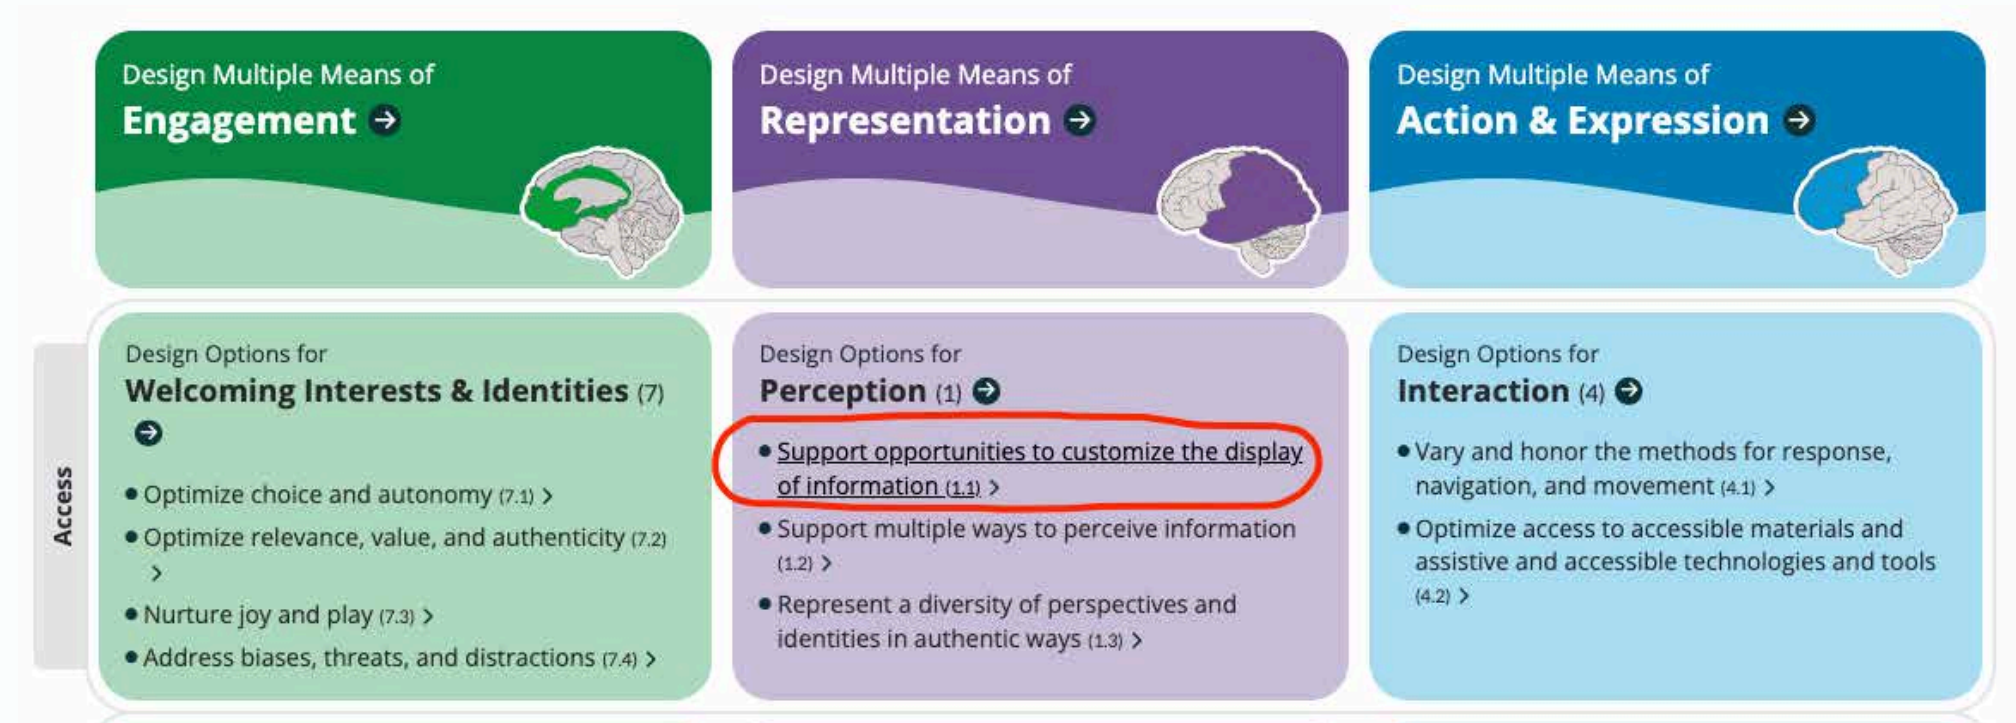 Design Multiple Means of
Engagement
Design Multiple Means of
Representation
Design Multiple Means of
Action & Expression
Access
Design Options for
Welcoming Interests & Identities (7)
• Optimize choice and autonomy (7.1) >
• Optimize relevance, value, and authenticity (7.2)
>
• Nurture joy and play (7.3) >
• Address biases, threats, and distractions (7.4) >
Design Options for
Perception (1)
• Support opportunities to customize the display
of information (1.1) >
• Support multiple ways to perceive information
(1.2) >
• Represent a diversity of perspectives and
identities in authentic ways (1.3) >
Design Options for
Interaction (4)
• Vary and honor the methods for response,
navigation, and movement (4.1) >
• Optimize access to accessible materials and
assistive and accessible technologies and tools
(4.2) >